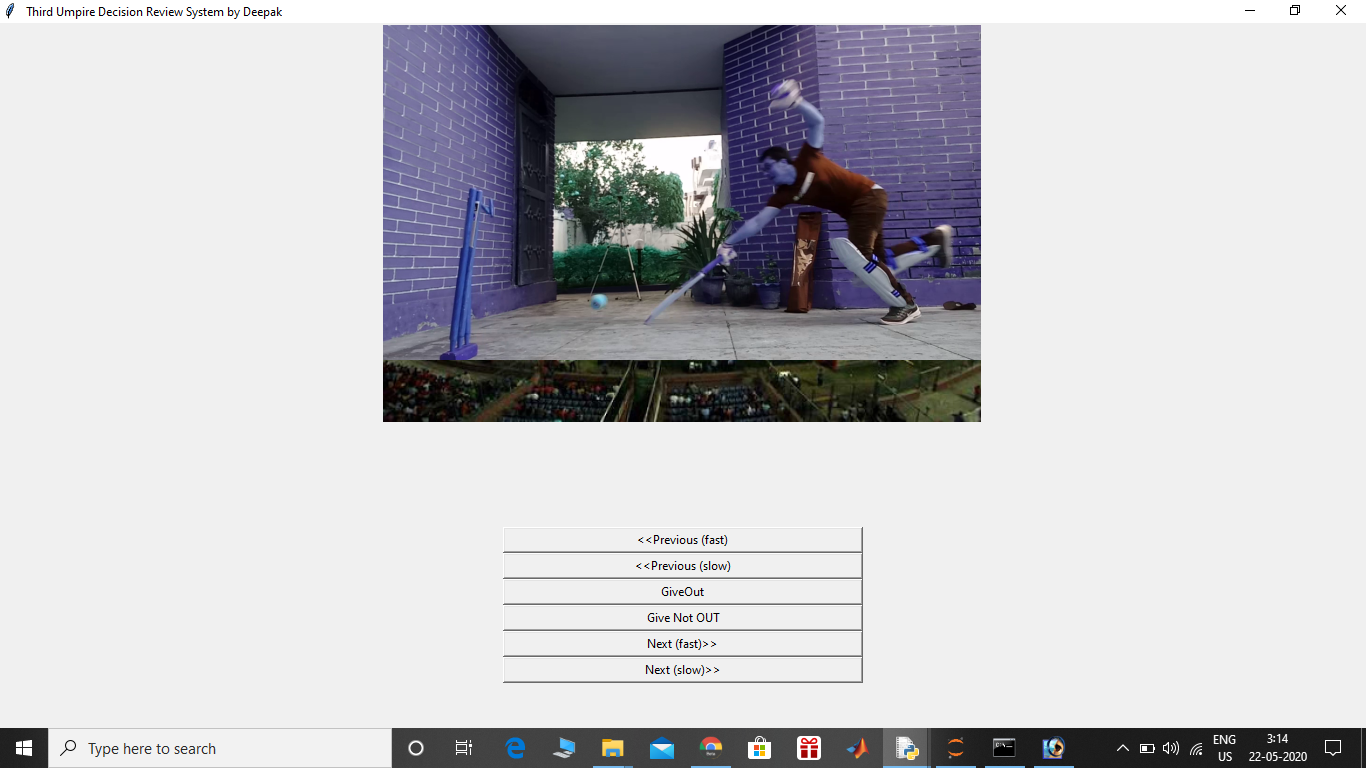 Third Umpire Decision Review System by Deepak
<<Previous (fast)
<<Previous (slow)
GiveOut
Give Not OUT
Next (fast)>>
Next (slow)>>
Type here to search
ENG
US
3:14
22-05-2020